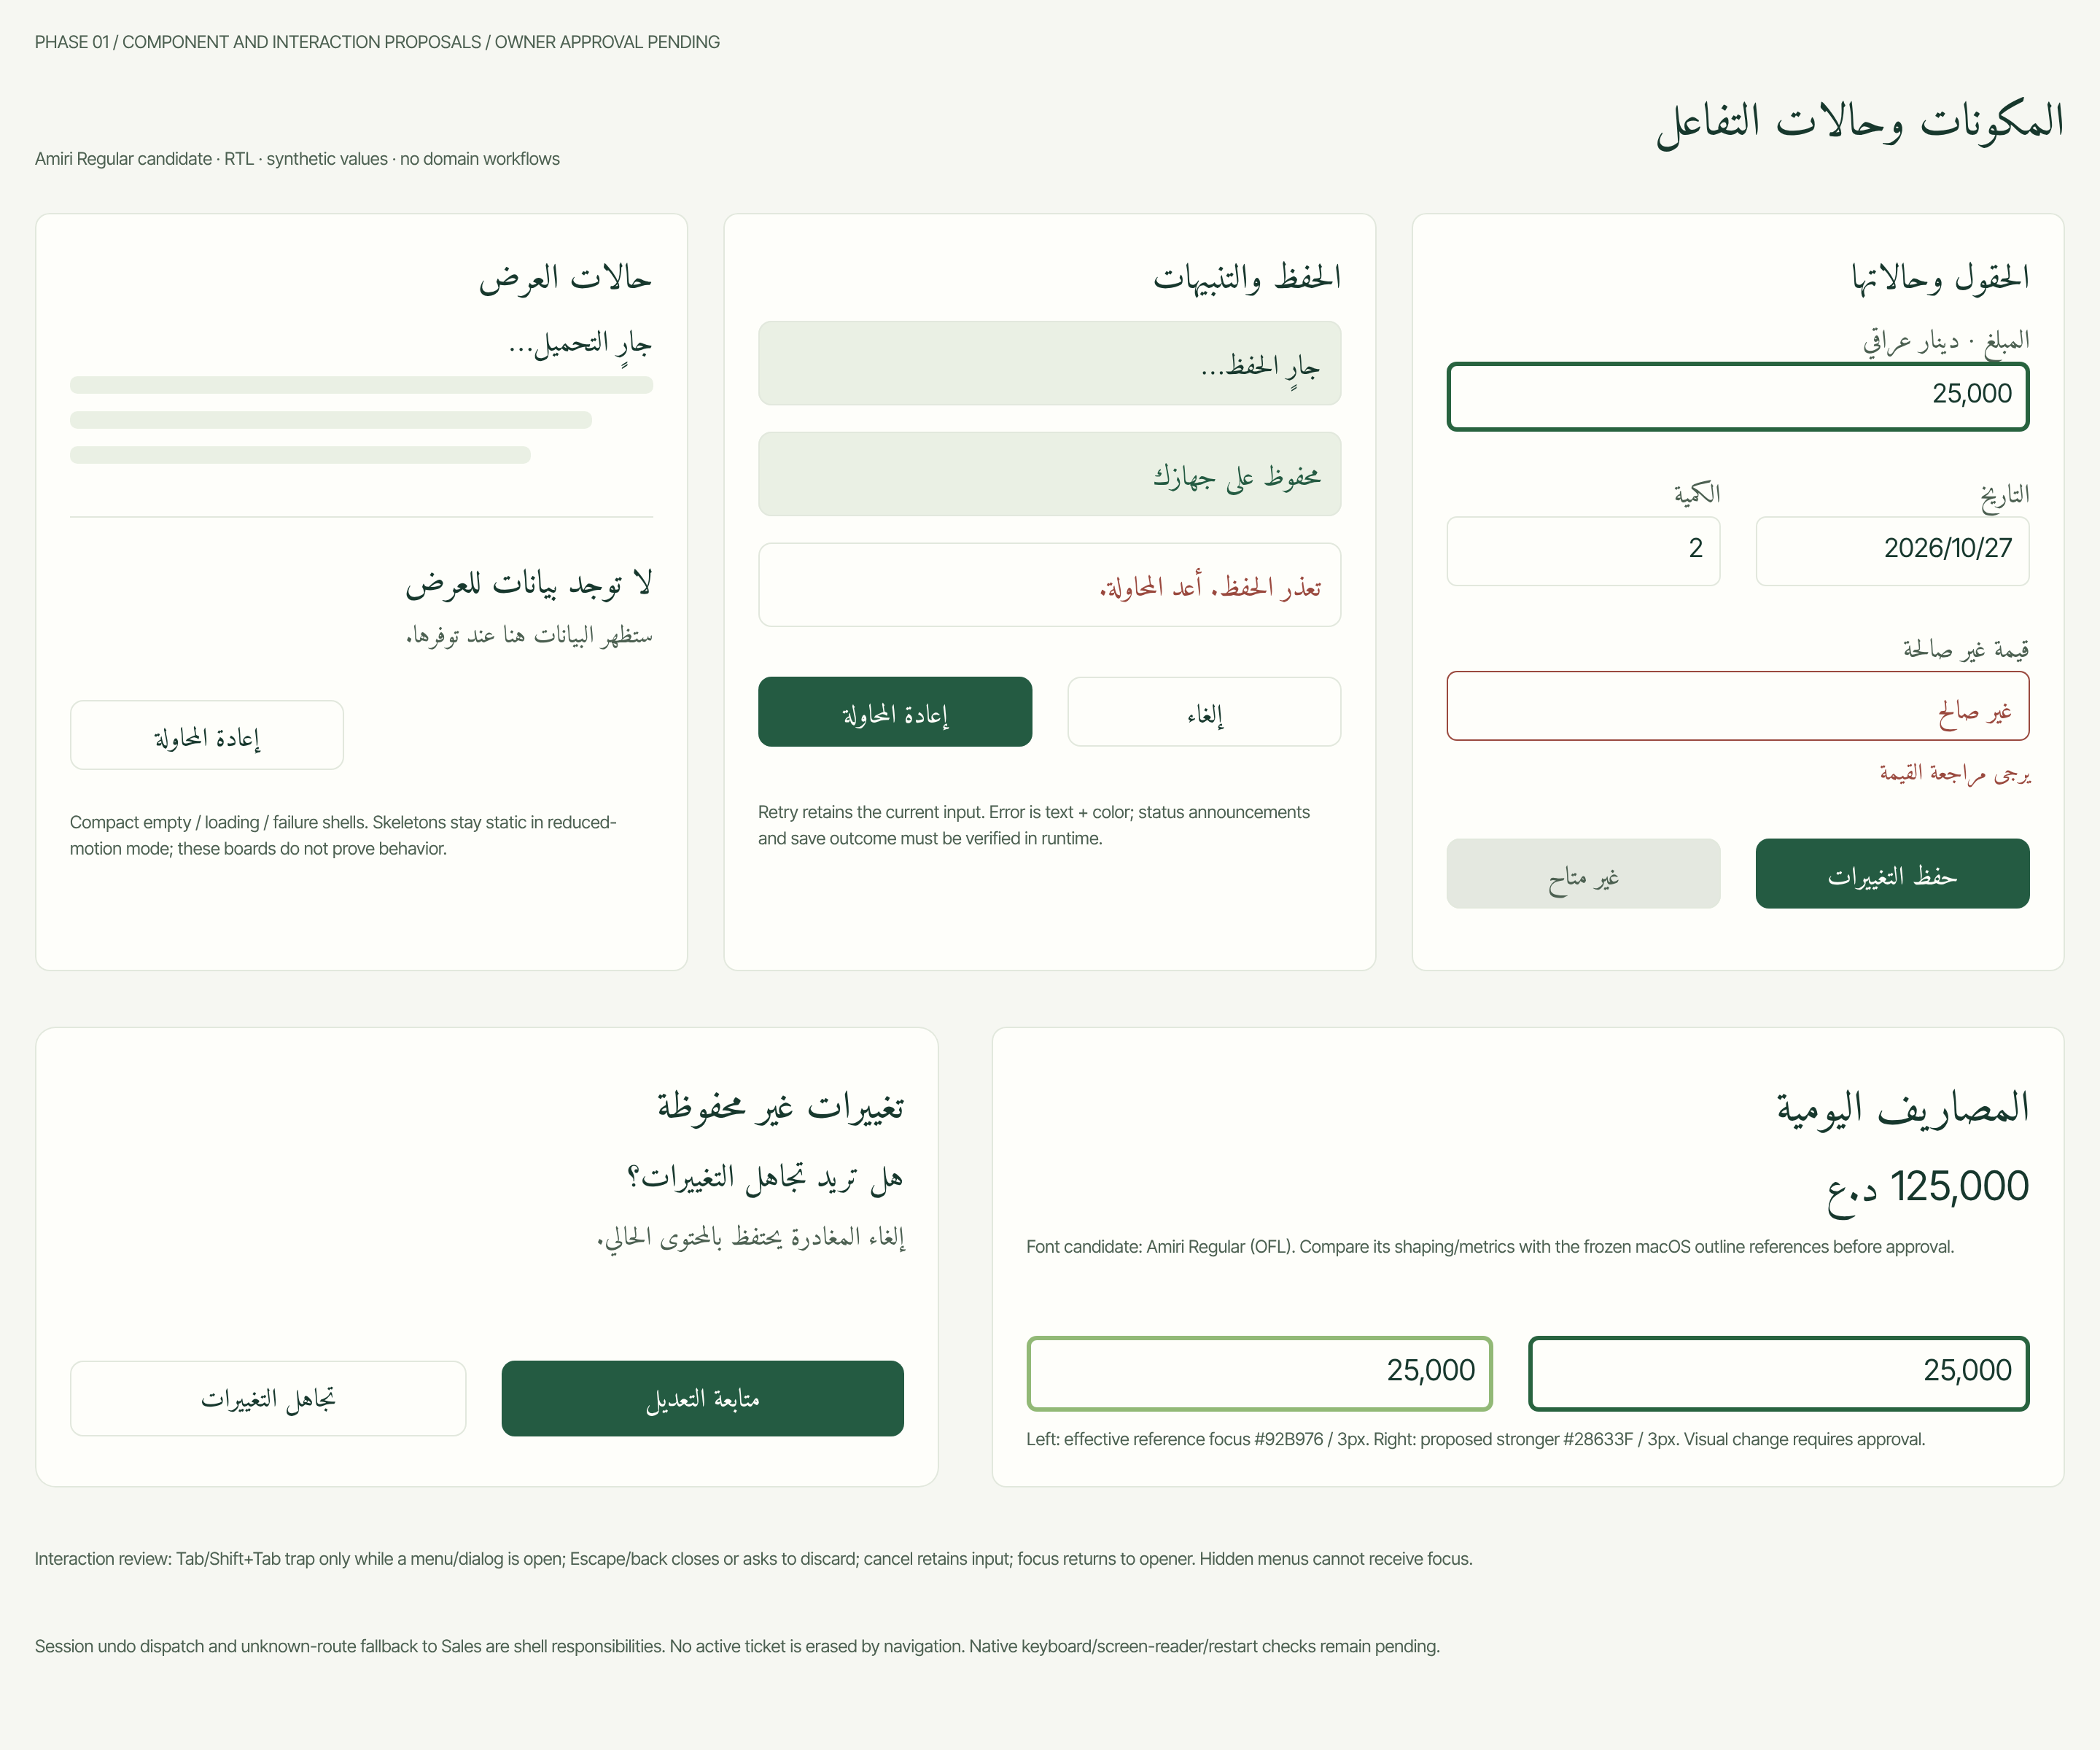 PHASE 01 / COMPONENT AND INTERACTION PROPOSALS / OWNER APPROVAL PENDING
المكونات وحالات التفاعل
Amiri Regular candidate · RTL · synthetic values · no domain workflows
الحقول وحالاتها
المبلغ · دينار عراقي
25,000
التاريخ
الكمية
2026/10/27
2
قيمة غير صالحة
غير صالح
يرجى مراجعة القيمة
حفظ التغييرات
غير متاح
الحفظ والتنبيهات
جارٍ الحفظ...
محفوظ على جهازك
تعذر الحفظ. أعد المحاولة.
إلغاء
إعادة المحاولة
Retry retains the current input. Error is text + color; status announcements
and save outcome must be verified in runtime.
حالات العرض
جارٍ التحميل...
لا توجد بيانات للعرض
ستظهر البيانات هنا عند توفرها.
إعادة المحاولة
Compact empty / loading / failure shells. Skeletons stay static in reduced-
motion mode; these boards do not prove behavior.
المصاريف اليومية
125,000 د.ع
Font candidate: Amiri Regular (OFL). Compare its shaping/metrics with the frozen macOS outline references before approval.
25,000
25,000
Left: effective reference focus #92B976 / 3px. Right: proposed stronger #28633F / 3px. Visual change requires approval.
تغييرات غير محفوظة
هل تريد تجاهل التغييرات؟
إلغاء المغادرة يحتفظ بالمحتوى الحالي.
متابعة التعديل
تجاهل التغييرات
Interaction review: Tab/Shift+Tab trap only while a menu/dialog is open; Escape/back closes or asks to discard; cancel retains input; focus returns to opener. Hidden menus cannot receive focus.
Session undo dispatch and unknown-route fallback to Sales are shell responsibilities. No active ticket is erased by navigation. Native keyboard/screen-reader/restart checks remain pending.